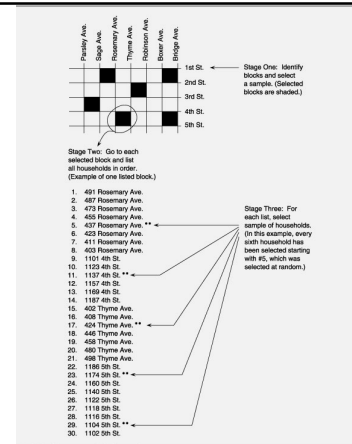 Parsley Ave.
Sage Ave.
Rosemary Ave.
Thyme Ave.
Robinson Ave.
Boxer Ave.
Bridge Ave.
1st St.
2nd St.
3rd St.
4th St.
5th St.
Stage One: Identify
blocks and select
a sample. (Selected
blocks are shaded.)
Stage Two: Go to each
selected block and list
all households in order.
(Example of one listed block.)
1. 491 Rosemary Ave.
2. 487 Rosemary Ave.
3. 473 Rosemary Ave.
4. 455 Rosemary Ave.
5. 437 Rosemary Ave. **
6. 423 Rosemary Ave.
7. 411 Rosemary Ave.
8. 403 Rosemary Ave.
9. 1101 4th St.
10. 1123 4th St.
11. 1137 4th St. **
12. 1157 4th St.
13. 1169 4th St.
14. 1187 4th St.
15. 402 Thyme Ave.
16. 408 Thyme Ave.
17. 424 Thyme Ave. **
18. 446 Thyme Ave.
19. 458 Thyme Ave.
20. 480 Thyme Ave.
21. 498 Thyme Ave.
22. 1186 5th St.
23. 1174 5th St. **
24. 1160 5th St.
25. 1140 5th St.
26. 1122 5th St.
27. 1118 5th St.
28. 1116 5th St.
29. 1104 5th St. **
30. 1102 5th St.
Stage Three: For
each list, select
sample of households.
(In this example, every
sixth household has
been selected starting
with #5, which was
selected at random.)